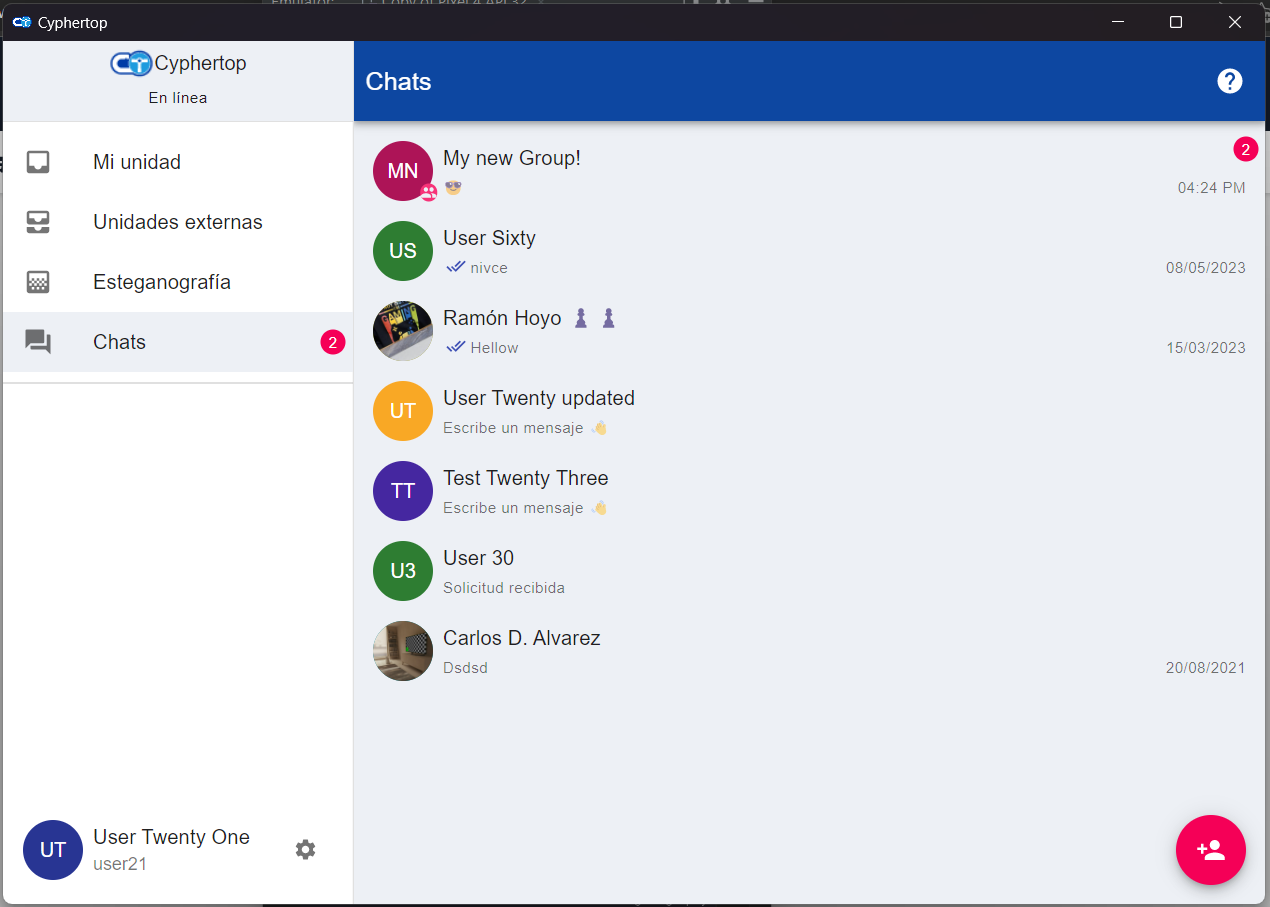 Cyphertop
Cyphertop
En línea
Mi unidad
Unidades externas
Esteganografía
Chats
2
UT
User Twenty One
user21
Chats
?
MN
My new Group!
2
😎
04:24 PM
US
User Sixty
nivce
08/05/2023
GAMING
Ramón Hoyo ♟ ♟
Hellow
15/03/2023
UT
User Twenty updated
Escribe un mensaje 👋
TT
Test Twenty Three
Escribe un mensaje 👋
U3
User 30
Solicitud recibida
Carlos D. Alvarez
Dsdsd
20/08/2021